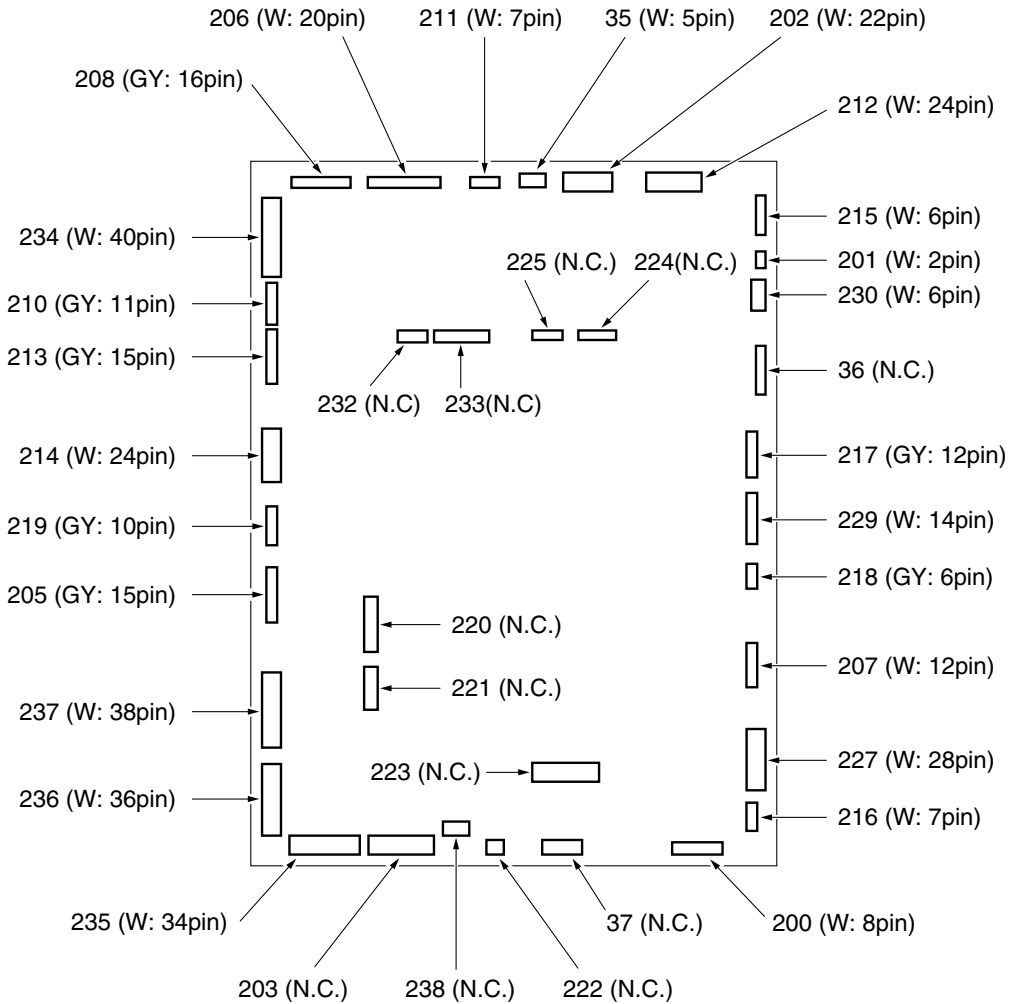 206 (W: 20pin)
211 (W: 7pin)
35 (W: 5pin)
202 (W: 22pin)
208 (GY: 16pin)
212 (W: 24pin)
234 (W: 40pin)
215 (W: 6pin)
225 (N.C.)
224(N.C.)
201 (W: 2pin)
210 (GY: 11pin)
230 (W: 6pin)
213 (GY: 15pin)
36 (N.C.)
232 (N.C)
233(N.C)
214 (W: 24pin)
217 (GY: 12pin)
219 (GY: 10pin)
229 (W: 14pin)
218 (GY: 6pin)
205 (GY: 15pin)
220 (N.C.)
207 (W: 12pin)
221 (N.C.)
237 (W: 38pin)
227 (W: 28pin)
223 (N.C.)
236 (W: 36pin)
216 (W: 7pin)
235 (W: 34pin)
37 (N.C.)
200 (W: 8pin)
203 (N.C.)
238 (N.C.)
222 (N.C.)